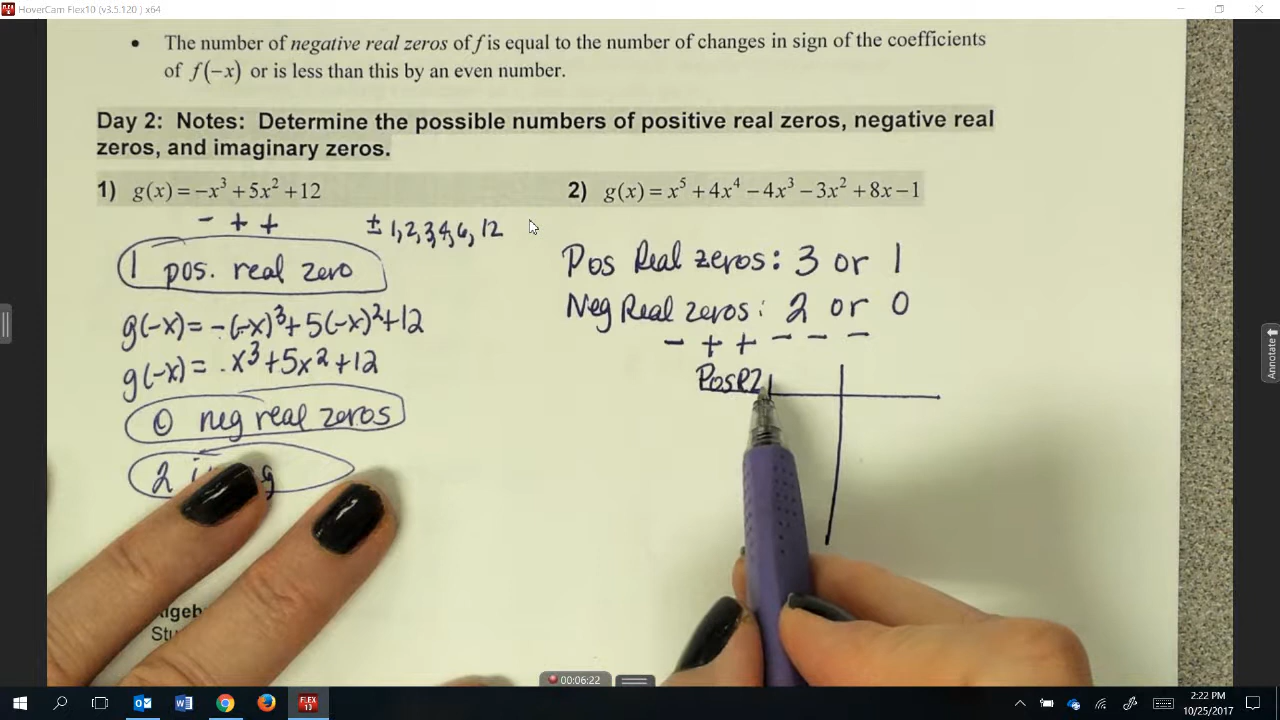 HoverCam Flex10 (v3.5.120 ) x64
• The number of negative real zeros of f is equal to the number of changes in sign of the coefficients
of f(−x) or is less than this by an even number.
Day 2: Notes: Determine the possible numbers of positive real zeros, negative real
zeros, and imaginary zeros.
1) g(x) = −x³ + 5x² + 12
− + +
± 1, 2, 3, 4, 6, 12
1 pos. real zero
g(−x) = −(−x)³ + 5(−x)² + 12
g(−x) = x³ + 5x² + 12
0 neg real zeros
2
2) g(x) = x⁵ + 4x⁴ − 4x³ − 3x² + 8x − 1
Pos Real zeros: 3 or 1
Neg Real zeros: 2 or 0
− + + − − −
PosRZ
Algeb
Stu
Annotate
00:06:22
FLEX
10
2:22 PM
10/25/2017